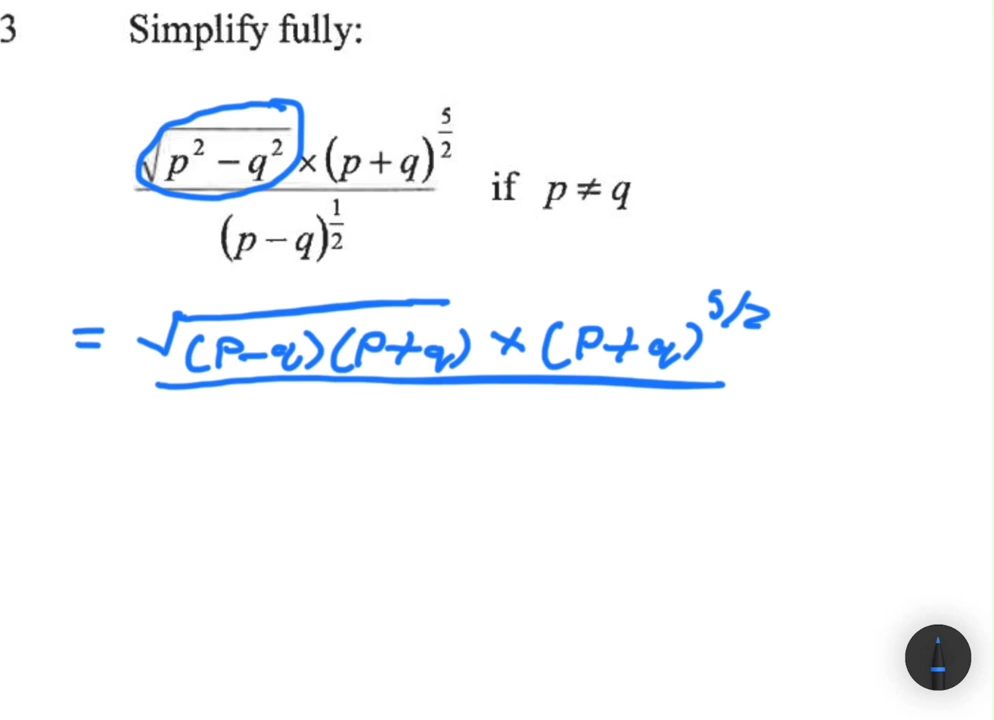 3 Simplify fully:
√(p² − q²) × (p + q)^(5/2)
if p ≠ q
(p − q)^(1/2)
= √((p−q)(p+q)) × (p+q)^(5/2)